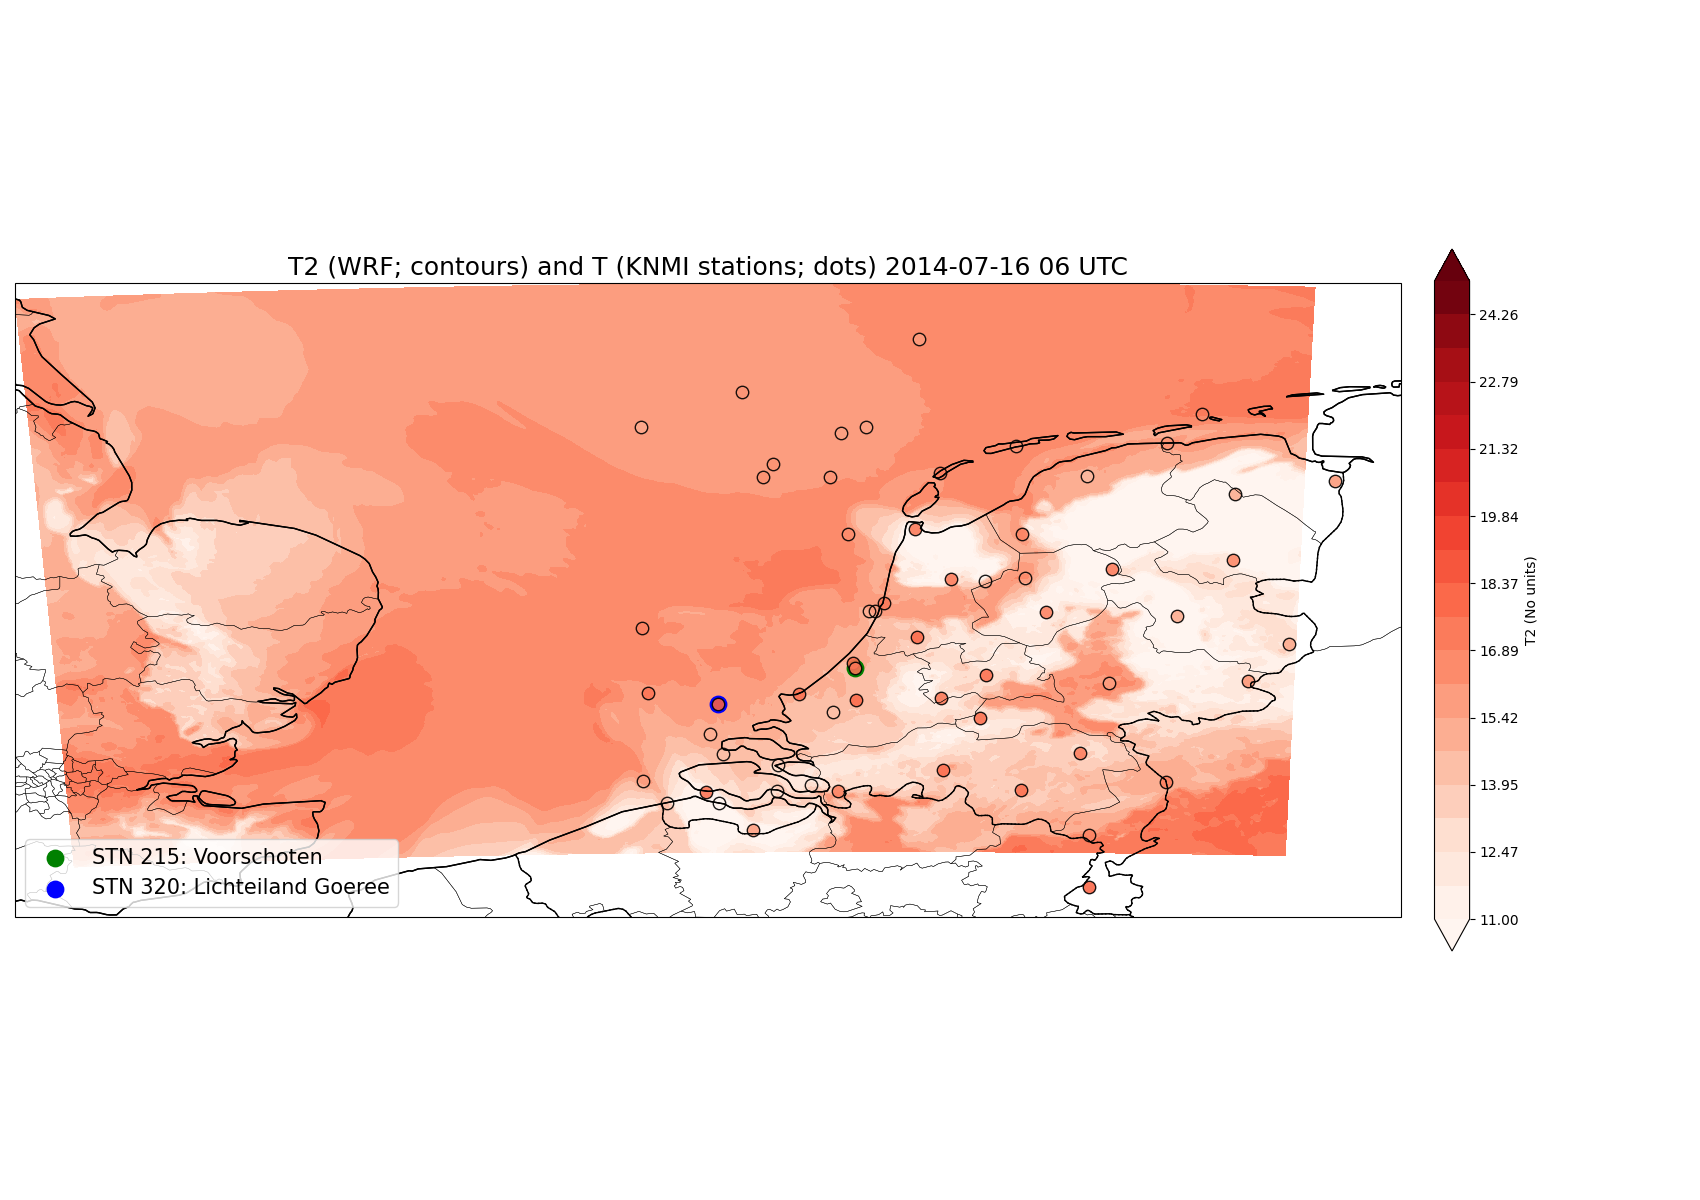 T2 (WRF; contours) and T (KNMI stations; dots) 2014-07-16 06 UTC
24.26
22.79
21.32
19.84
18.37
16.89
15.42
13.95
12.47
11.00
T2 (No units)
STN 215: Voorschoten
STN 320: Lichteiland Goeree